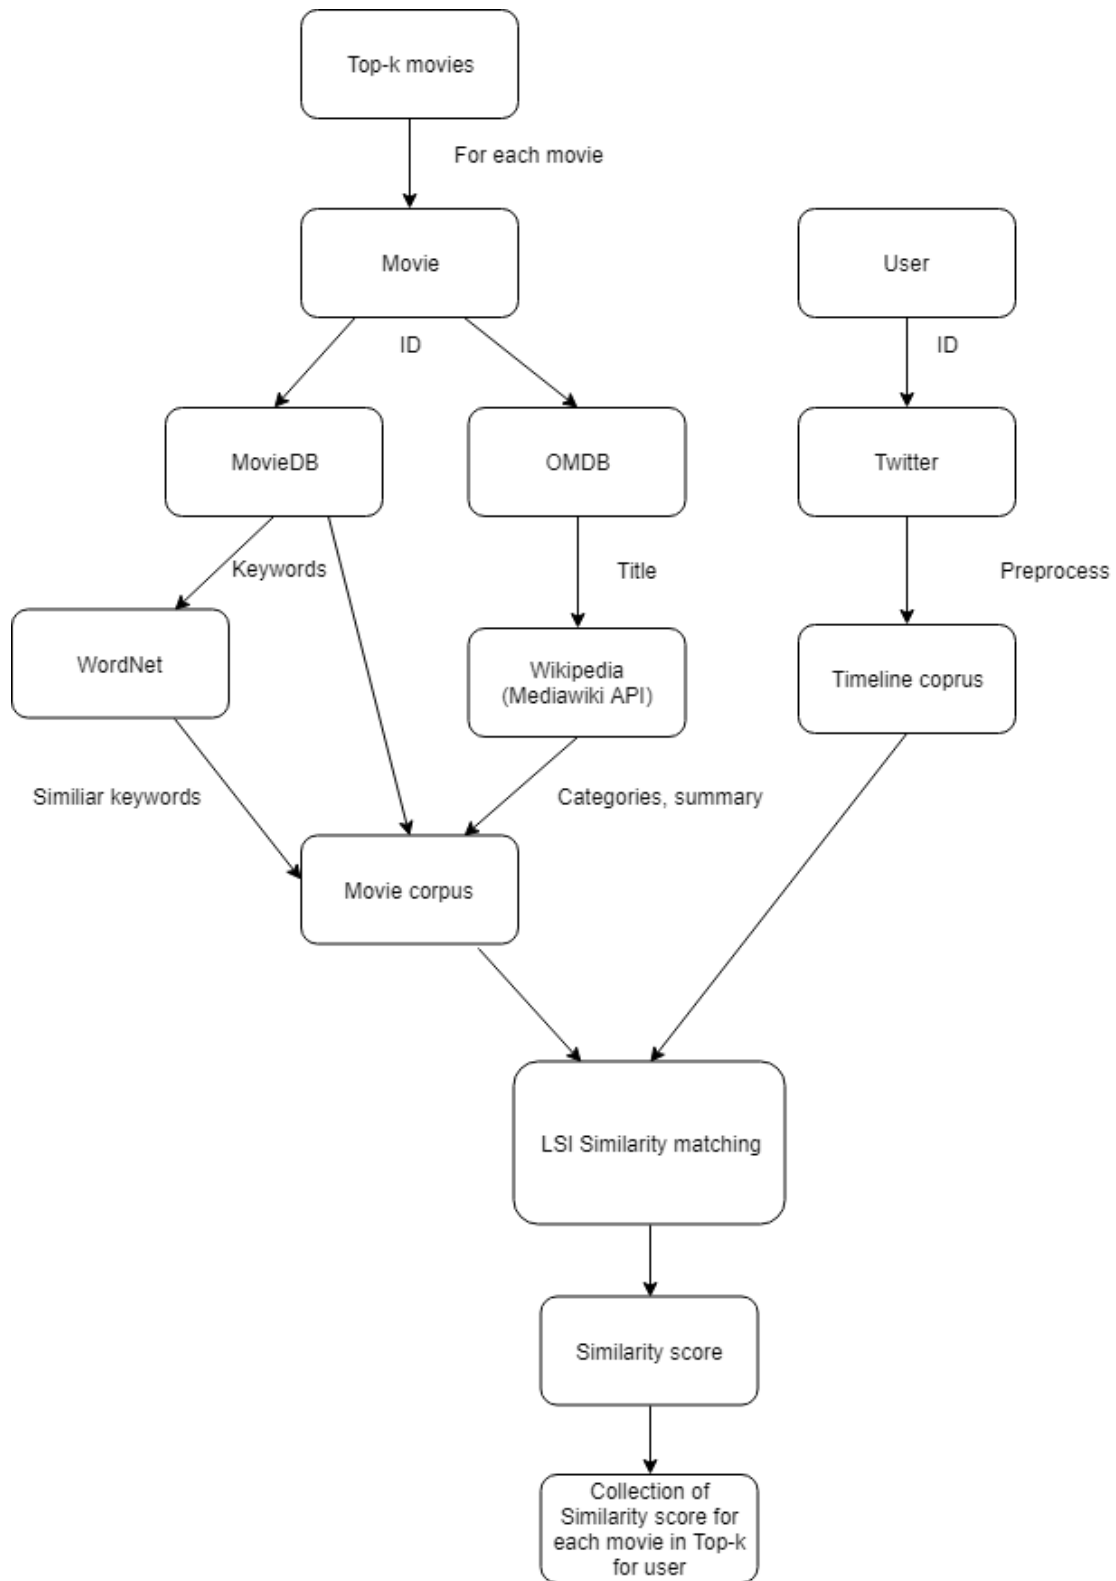 Top-k movies
For each movie
Movie
User
ID
ID
MovieDB
OMDB
Twitter
Keywords
Title
Preprocess
WordNet
Wikipedia
(Mediawiki API)
Timeline coprus
Similiar keywords
Categories, summary
Movie corpus
LSI Similarity matching
Similarity score
Collection of
Similarity score for
each movie in Top-k
for user